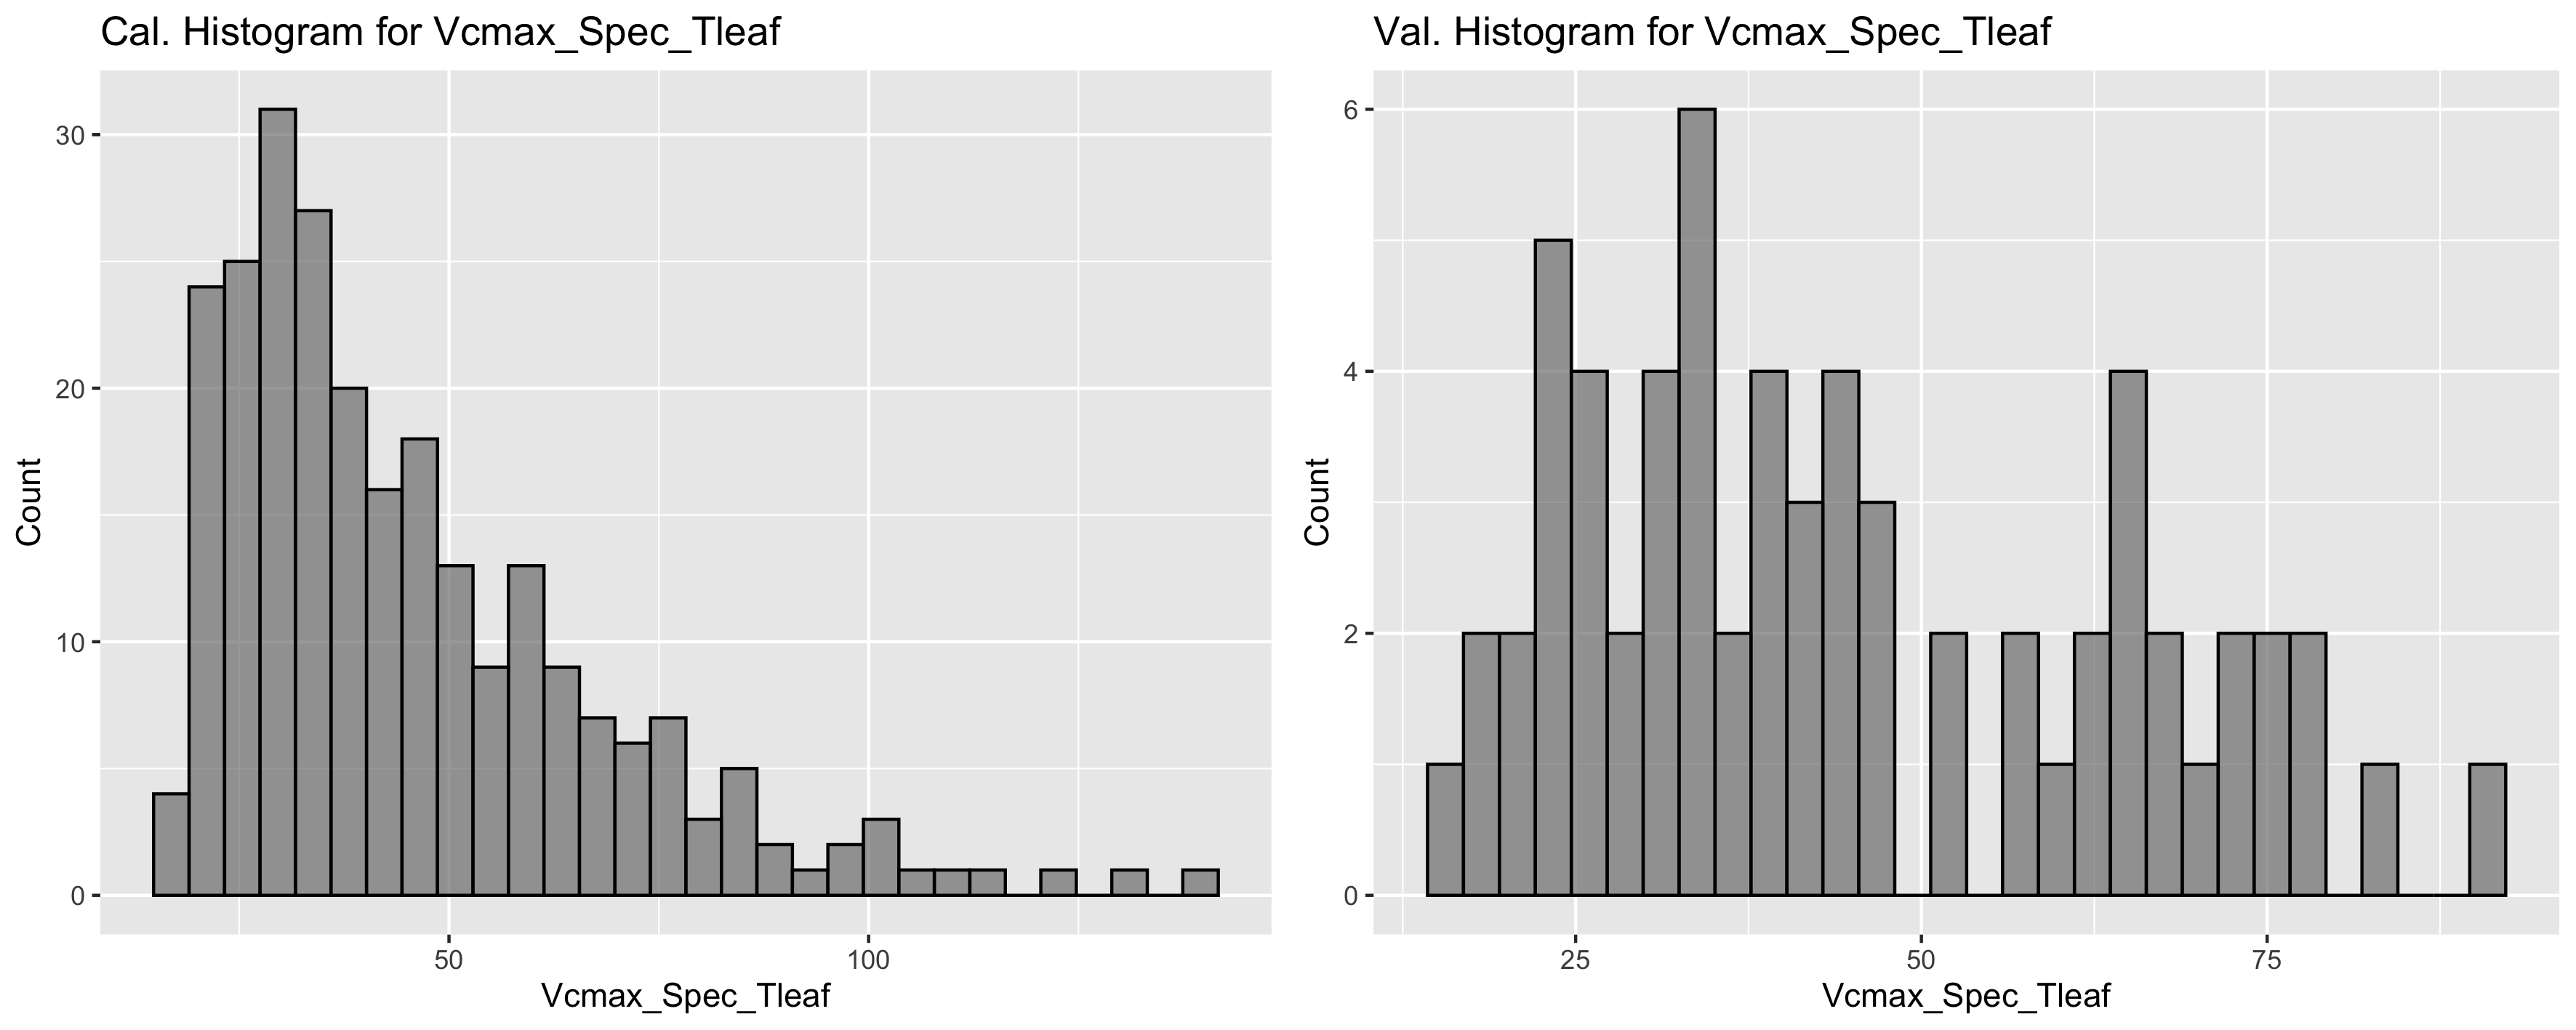 Cal. Histogram for Vcmax_Spec_Tleaf
30
20
10
0
Count
50
100
Vcmax_Spec_Tleaf
Val. Histogram for Vcmax_Spec_Tleaf
6
4
2
0
Count
25
50
75
Vcmax_Spec_Tleaf